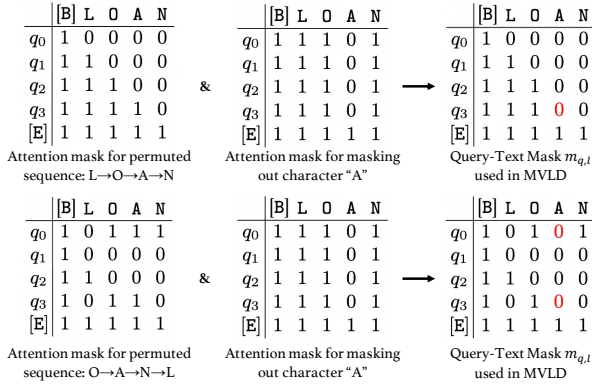 [B] L O A N
q0 1 0 0 0 0
q1 1 1 0 0 0
q2 1 1 1 0 0
q3 1 1 1 1 0
[E] 1 1 1 1 1
Attention mask for permuted
sequence: L→O→A→N
&
[B] L O A N
q0 1 1 1 0 1
q1 1 1 1 0 1
q2 1 1 1 0 1
q3 1 1 1 0 1
[E] 1 1 1 1 1
Attention mask for masking
out character “A”
→
[B] L O A N
q0 1 0 0 0 0
q1 1 1 0 0 0
q2 1 1 1 0 0
q3 1 1 1 0 0
[E] 1 1 1 1 1
Query-Text Mask mq,l
used in MVLD
[B] L O A N
q0 1 0 1 1 1
q1 1 0 0 0 0
q2 1 1 0 0 0
q3 1 0 1 1 0
[E] 1 1 1 1 1
Attention mask for permuted
sequence: O→A→N→L
&
[B] L O A N
q0 1 1 1 0 1
q1 1 1 1 0 1
q2 1 1 1 0 1
q3 1 1 1 0 1
[E] 1 1 1 1 1
Attention mask for masking
out character “A”
→
[B] L O A N
q0 1 0 1 0 1
q1 1 0 0 0 0
q2 1 1 0 0 0
q3 1 0 1 0 0
[E] 1 1 1 1 1
Query-Text Mask mq,l
used in MVLD